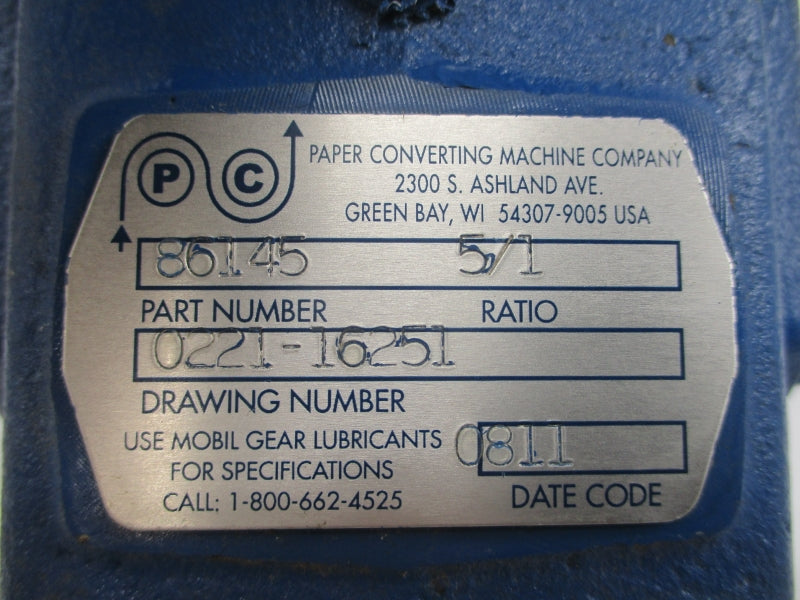 P C
PAPER CONVERTING MACHINE COMPANY
2300 S. ASHLAND AVE.
GREEN BAY, WI 54307-9005 USA
86145 5/1
PART NUMBER RATIO
0221-16251
DRAWING NUMBER
USE MOBIL GEAR LUBRICANTS
FOR SPECIFICATIONS
CALL: 1-800-662-4525
0811
DATE CODE